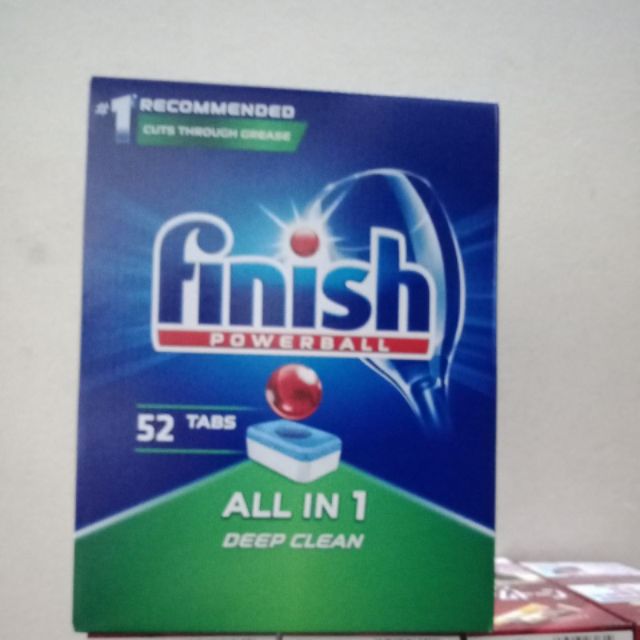 #1 RECOMMENDED
CUTS THROUGH GREASE
finish
POWERBALL
52 TABS
ALL IN 1
DEEP CLEAN